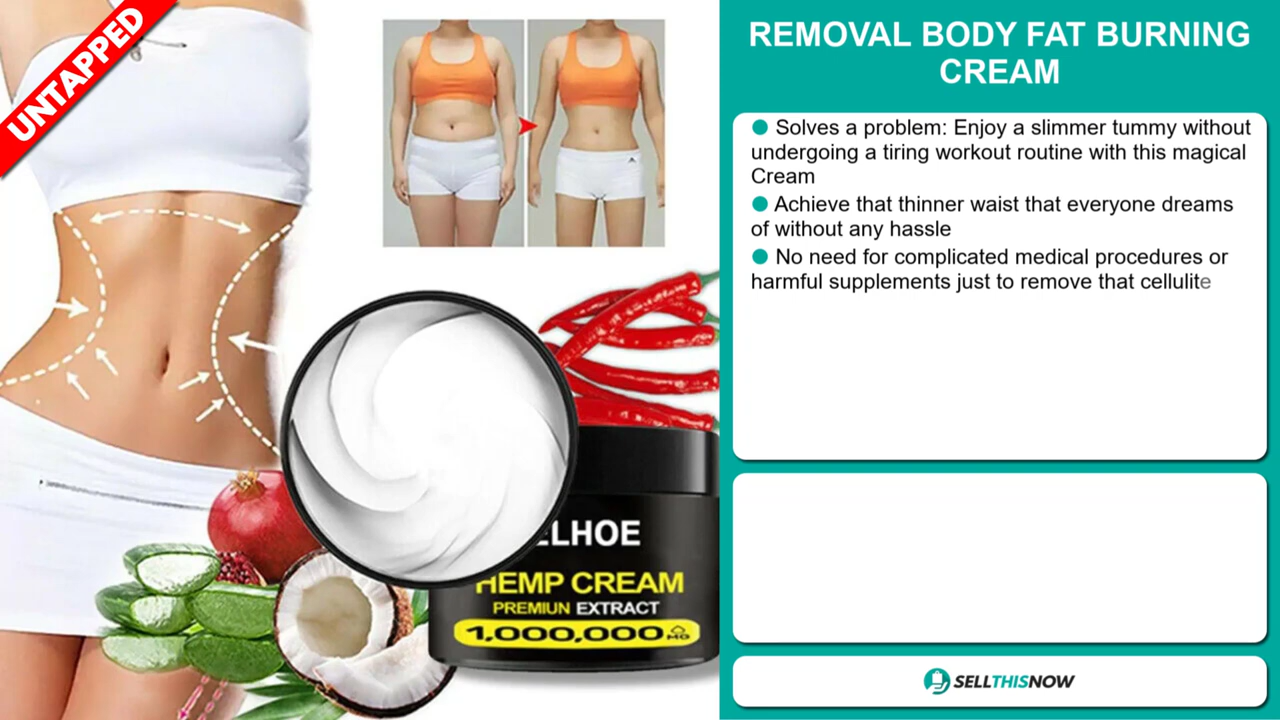 UNTAPPED
REMOVAL BODY FAT BURNING
CREAM
● Solves a problem: Enjoy a slimmer tummy without
undergoing a tiring workout routine with this magical
Cream
● Achieve that thinner waist that everyone dreams
of without any hassle
● No need for complicated medical procedures or
harmful supplements just to remove that cellulite
ELHOE
HEMP CREAM
PREMIUN EXTRACT
1,000,000 MG
SELLTHISNOW